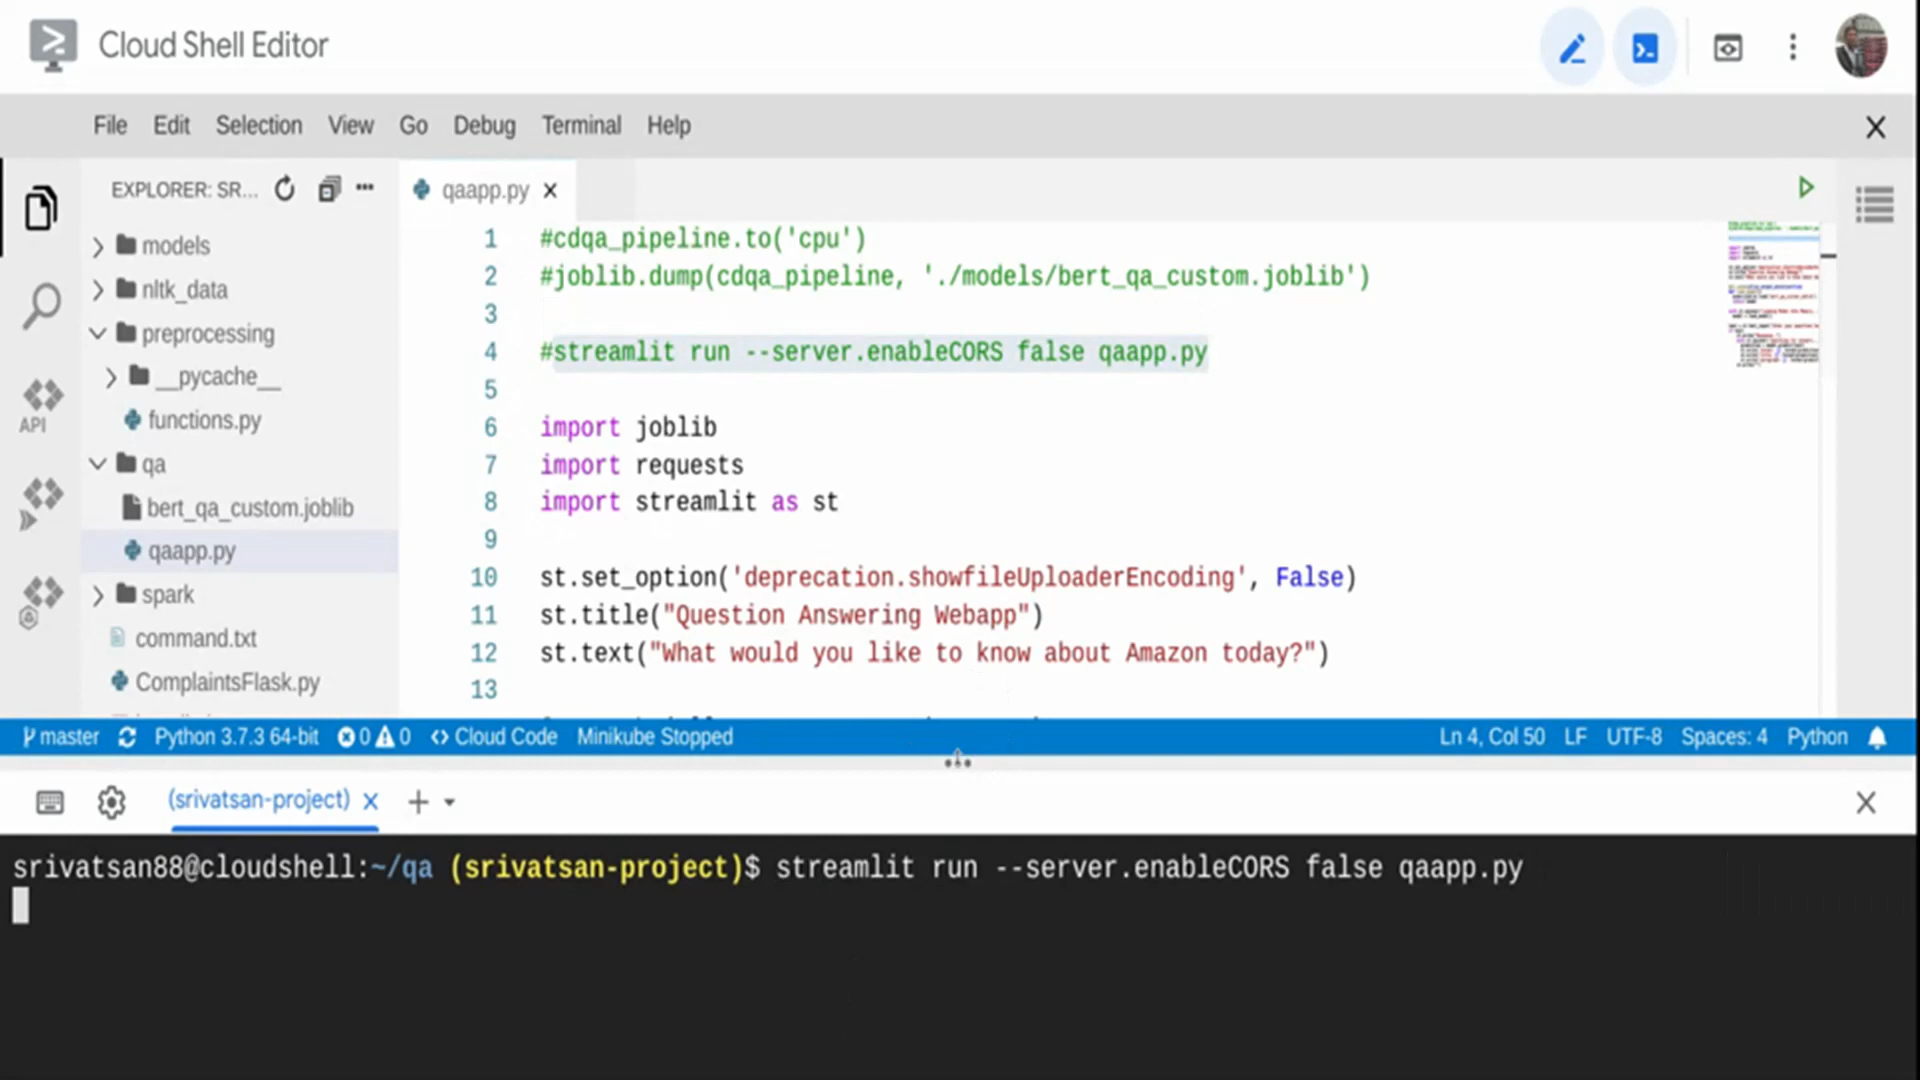 Cloud Shell Editor
File Edit Selection View Go Debug Terminal Help
EXPLORER: SR...
qaapp.py
models
nltk_data
preprocessing
__pycache__
functions.py
qa
bert_qa_custom.joblib
qaapp.py
spark
command.txt
ComplaintsFlask.py
API
1 #cdqa_pipeline.to('cpu')
2 #joblib.dump(cdqa_pipeline, './models/bert_qa_custom.joblib')
3
4 #streamlit run --server.enableCORS false qaapp.py
5
6 import joblib
7 import requests
8 import streamlit as st
9
10 st.set_option('deprecation.showfileUploaderEncoding', False)
11 st.title("Question Answering Webapp")
12 st.text("What would you like to know about Amazon today?")
13
master Python 3.7.3 64-bit 0 0 <> Cloud Code Minikube Stopped Ln 4, Col 50 LF UTF-8 Spaces: 4 Python
(srivatsan-project)
srivatsan88@cloudshell:~/qa (srivatsan-project)$ streamlit run --server.enableCORS false qaapp.py